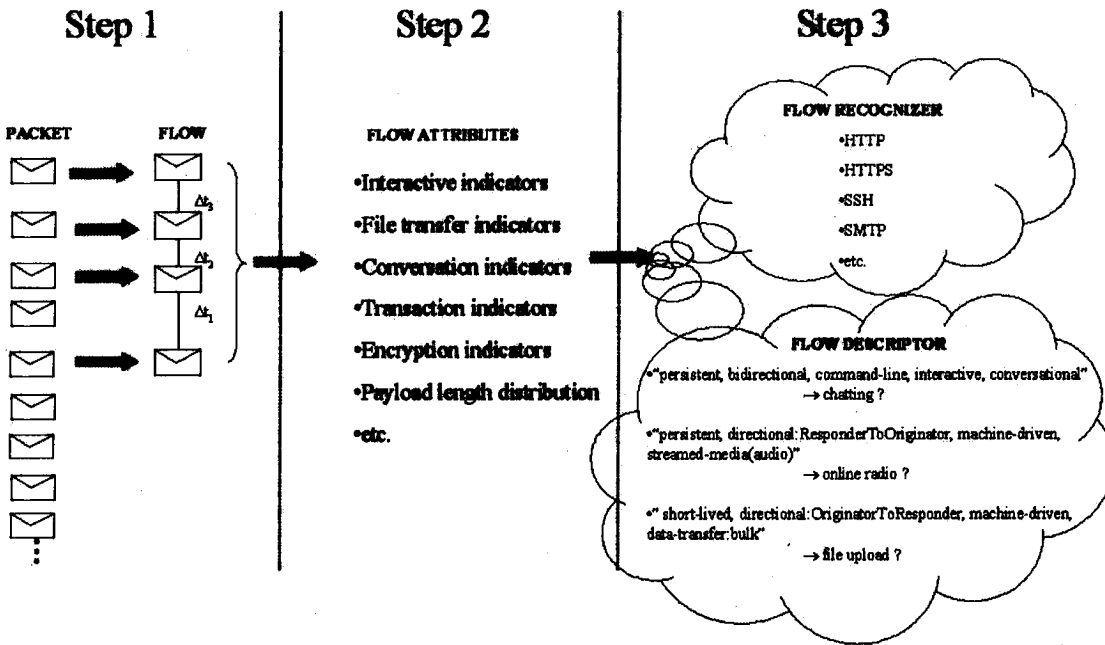 Step 1
Step 2
Step 3
PACKET
FLOW
Δt3
Δt2
Δt1
FLOW ATTRIBUTES
•Interactive indicators
•File transfer indicators
•Conversation indicators
•Transaction indicators
•Encryption indicators
•Payload length distribution
•etc.
FLOW RECOGNIZER
•HTTP
•HTTPS
•SSH
•SMTP
•etc.
FLOW DESCRIPTOR
•“persistent, bidirectional, command-line, interactive, conversational”
→ chatting ?
•“persistent, directional:ResponderToOriginator, machine-driven,
streamed-media(audio)”
→ online radio ?
•” short-lived, directional:OriginatorToResponder, machine-driven,
data-transfer:bulk”
→ file upload ?